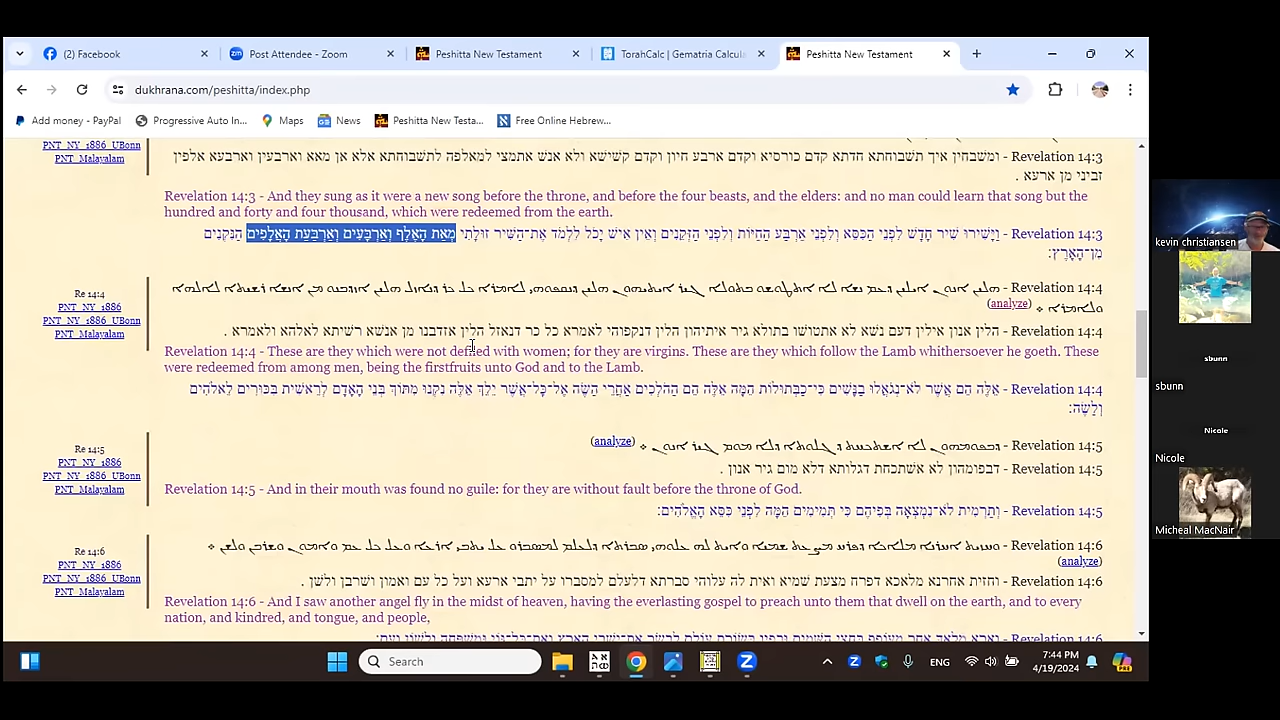 (2) Facebook
Post Attendee - Zoom
Peshitta New Testament
TorahCalc | Gematria Calcula
Peshitta New Testament
dukhrana.com/peshitta/index.php
Add money - PayPal
Progressive Auto In...
Maps
News
Peshitta New Testa...
Free Online Hebrew...
PNT_NY_1886_UBonn
PNT_Malayalam
Revelation 14:3 - ומשבחין איך תשבוחתא חדתא קדם כורסיא וקדם ארבע חיון וקדם קשישא ולא אנש אתמצי למאלפה לתשבוחתא אלא אן מאא וארבעין וארבעא אלפין
זביני מן ארעא .
Revelation 14:3 - And they sung as it were a new song before the throne, and before the four beasts, and the elders: and no man could learn that song but the
hundred and forty and four thousand, which were redeemed from the earth.
Revelation 14:3 - וַיָּשִׁירוּ שִׁיר חָדָשׁ לִפְנֵי הַכִּסֵּא וְלִפְנֵי אַרְבַּע הַחַיּוֹת וְלִפְנֵי הַזְּקֵנִים וְאֵין אִישׁ יָכֹל לִלְמֹד אֶת־הַשִּׁיר זוּלָתִי מְאַת הָאֶלֶף וְאַרְבָּעִים וְאַרְבַּעַת הָאֲלָפִים הַנִּקְנִים
מִן־הָאָרֶץ׃
Re 14:4
PNT_NY_1886
PNT_NY_1886_UBonn
PNT_Malayalam
Revelation 14:4 -
(analyze)
Revelation 14:4 - הלין אנון אילין דעם נשא לא אתטושו בתולא גיר איתיהון הלין דנקפוהי לאמרא כל כר דנאזל הלין אזדבנו מן אנשא רשיתא לאלהא ולאמרא .
Revelation 14:4 - These are they which were not defiled with women; for they are virgins. These are they which follow the Lamb whithersoever he goeth. These
were redeemed from among men, being the firstfruits unto God and to the Lamb.
Revelation 14:4 - אֵלֶּה הֵם אֲשֶׁר לֹא־נִגְאֲלוּ בְנָשִׁים כִּי־כַבְּתוּלוֹת הֵמָּה אֵלֶּה הֵם הַהֹלְכִים אַחֲרֵי הַשֶּׂה אֶל־כָּל־אֲשֶׁר יֵלֵךְ אֵלֶּה נִקְנוּ מִתּוֹךְ בְּנֵי הָאָדָם לְרֵאשִׁית בִּכּוּרִים לֵאלֹהִים
וְלַשֶּׂה׃
Re 14:5
PNT_NY_1886
PNT_NY_1886_UBonn
PNT_Malayalam
Revelation 14:5 -
(analyze)
Revelation 14:5 - דבפומהון לא אשתכחת דגלותא דלא מום גיר אנון .
Revelation 14:5 - And in their mouth was found no guile: for they are without fault before the throne of God.
Revelation 14:5 - וְתַרְמִית לֹא־נִמְצְאָה בְּפִיהֶם כִּי תְמִימִים הֵמָּה לִפְנֵי כִּסֵּא הָאֱלֹהִים׃
Re 14:6
PNT_NY_1886
PNT_NY_1886_UBonn
PNT_Malayalam
Revelation 14:6 -
(analyze)
Revelation 14:6 - וחזית אחרנא מלאכא דפרח מצעת שמיא ואית לה עלוהי סברתא דלעלם למסברו על יתבי ארעא ועל כל עם ואמון ושרבן ולשן .
Revelation 14:6 - And I saw another angel fly in the midst of heaven, having the everlasting gospel to preach unto them that dwell on the earth, and to every
nation, and kindred, and tongue, and people,
Revelation 14:6 -
Search
ENG
7:44 PM
4/19/2024
kevin christiansen
sbunn
sbunn
Nicole
Nicole
Micheal MacNair